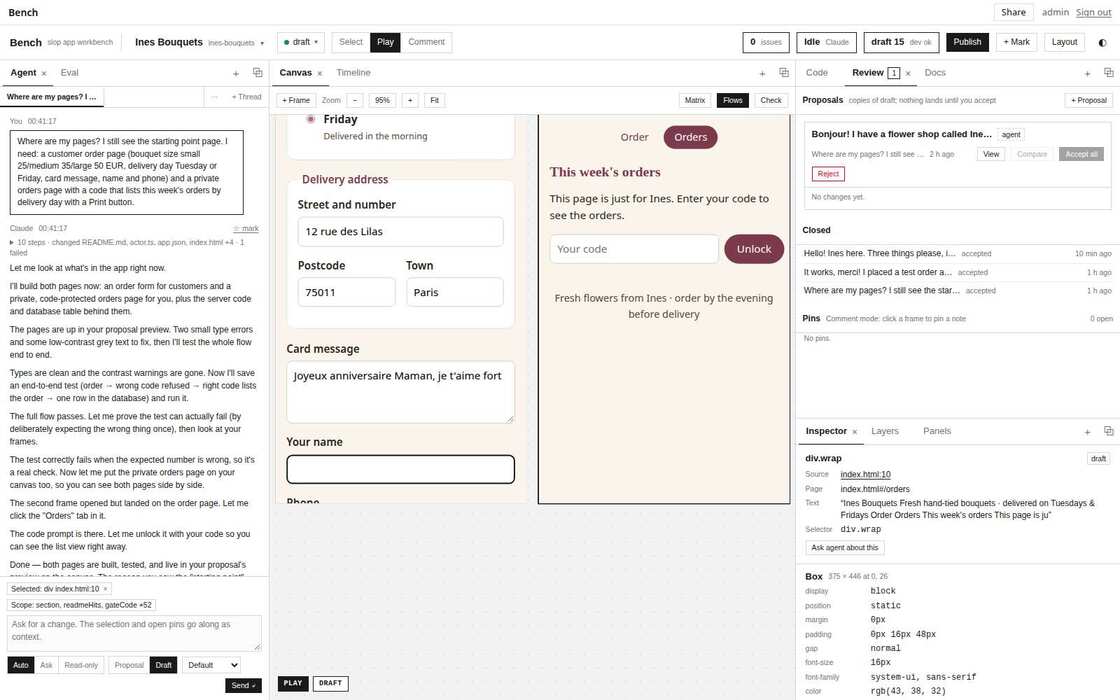 Bench
Share admin Sign out
Bench slop app workbench Ines Bouquets ines-bouquets ▾ draft ▾ Select Play Comment 0 issues Idle Claude draft 15 dev ok Publish + Mark Layout
Agent × Eval +
Where are my pages? I … ⋯ + Thread
You 00:41:17
Where are my pages? I still see the starting point page. I
need: a customer order page (bouquet size small
25/medium 35/large 50 EUR, delivery day Tuesday or
Friday, card message, name and phone) and a private
orders page with a code that lists this week's orders by
delivery day with a Print button.
Claude 00:41:17 ☆ mark
▸ 10 steps · changed README.md, actor.ts, app.json, index.html +4 · 1
failed
Let me look at what's in the app right now.
I'll build both pages now: an order form for customers and a
private, code-protected orders page for you, plus the server code
and database table behind them.
The pages are up in your proposal preview. Two small type errors
and some low-contrast grey text to fix, then I'll test the whole flow
end to end.
Types are clean and the contrast warnings are gone. Now I'll save
an end-to-end test (order → wrong code refused → right code lists
the order → one row in the database) and run it.
The full flow passes. Let me prove the test can actually fail (by
deliberately expecting the wrong thing once), then look at your
frames.
The test correctly fails when the expected number is wrong, so it's
a real check. Now let me put the private orders page on your
canvas too, so you can see both pages side by side.
The second frame opened but landed on the order page. Let me
click the "Orders" tab in it.
The code prompt is there. Let me unlock it with your code so you
can see the list view right away.
Done — both pages are built, tested, and live in your proposal's
Selected: div index.html:10 ×
Scope: section, readmeHits, gateCode +52
Ask for a change. The selection and open pins go along as
context.
Auto Ask Read-only Proposal Draft Default
Send
Canvas × Timeline +
+ Frame Zoom − 95% + Fit Matrix Flows Check
Friday
Delivered in the morning
Delivery address
Street and number
12 rue des Lilas
Postcode Town
75011 Paris
Card message
Joyeux anniversaire Maman, je t'aime fort
Your name
Phone
Order Orders
This week's orders
This page is just for Ines. Enter your code to
see the orders.
Your code Unlock
Fresh flowers from Ines · order by the evening
before delivery
PLAY DRAFT
Code Review 1 × Docs +
Proposals copies of draft; nothing lands until you accept + Proposal
Bonjour! I have a flower shop called Ine… agent
Where are my pages? I still see … 2 h ago View Compare Accept all
Reject
No changes yet.
Closed
Hello! Ines here. Three things please, i… accepted 10 min ago
It works, merci! I placed a test order a… accepted 1 h ago
Where are my pages? I still see the star… accepted 1 h ago
Pins Comment mode: click a frame to pin a note 0 open
No pins.
Inspector × Layers Panels +
div.wrap draft
Source index.html:10
Page index.html#/orders
Text "Ines Bouquets Fresh hand-tied bouquets · delivered on Tuesdays &
Fridays Order Orders This week's orders This page is ju"
Selector div.wrap
Ask agent about this
Box 375 × 446 at 0, 26
display block
position static
margin 0px
padding 0px 16px 48px
gap normal
font-size 16px
font-family system-ui, sans-serif
color rgb(43, 38, 32)